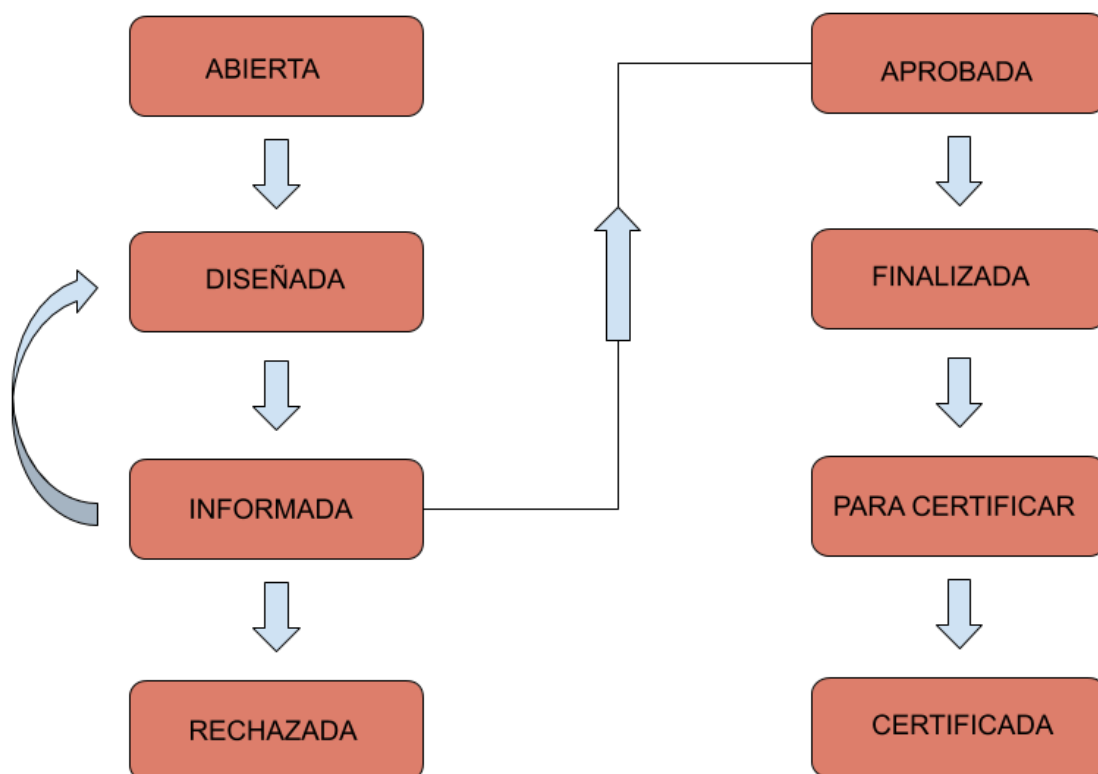 ABIERTA
DISEÑADA
INFORMADA
RECHAZADA
APROBADA
FINALIZADA
PARA CERTIFICAR
CERTIFICADA